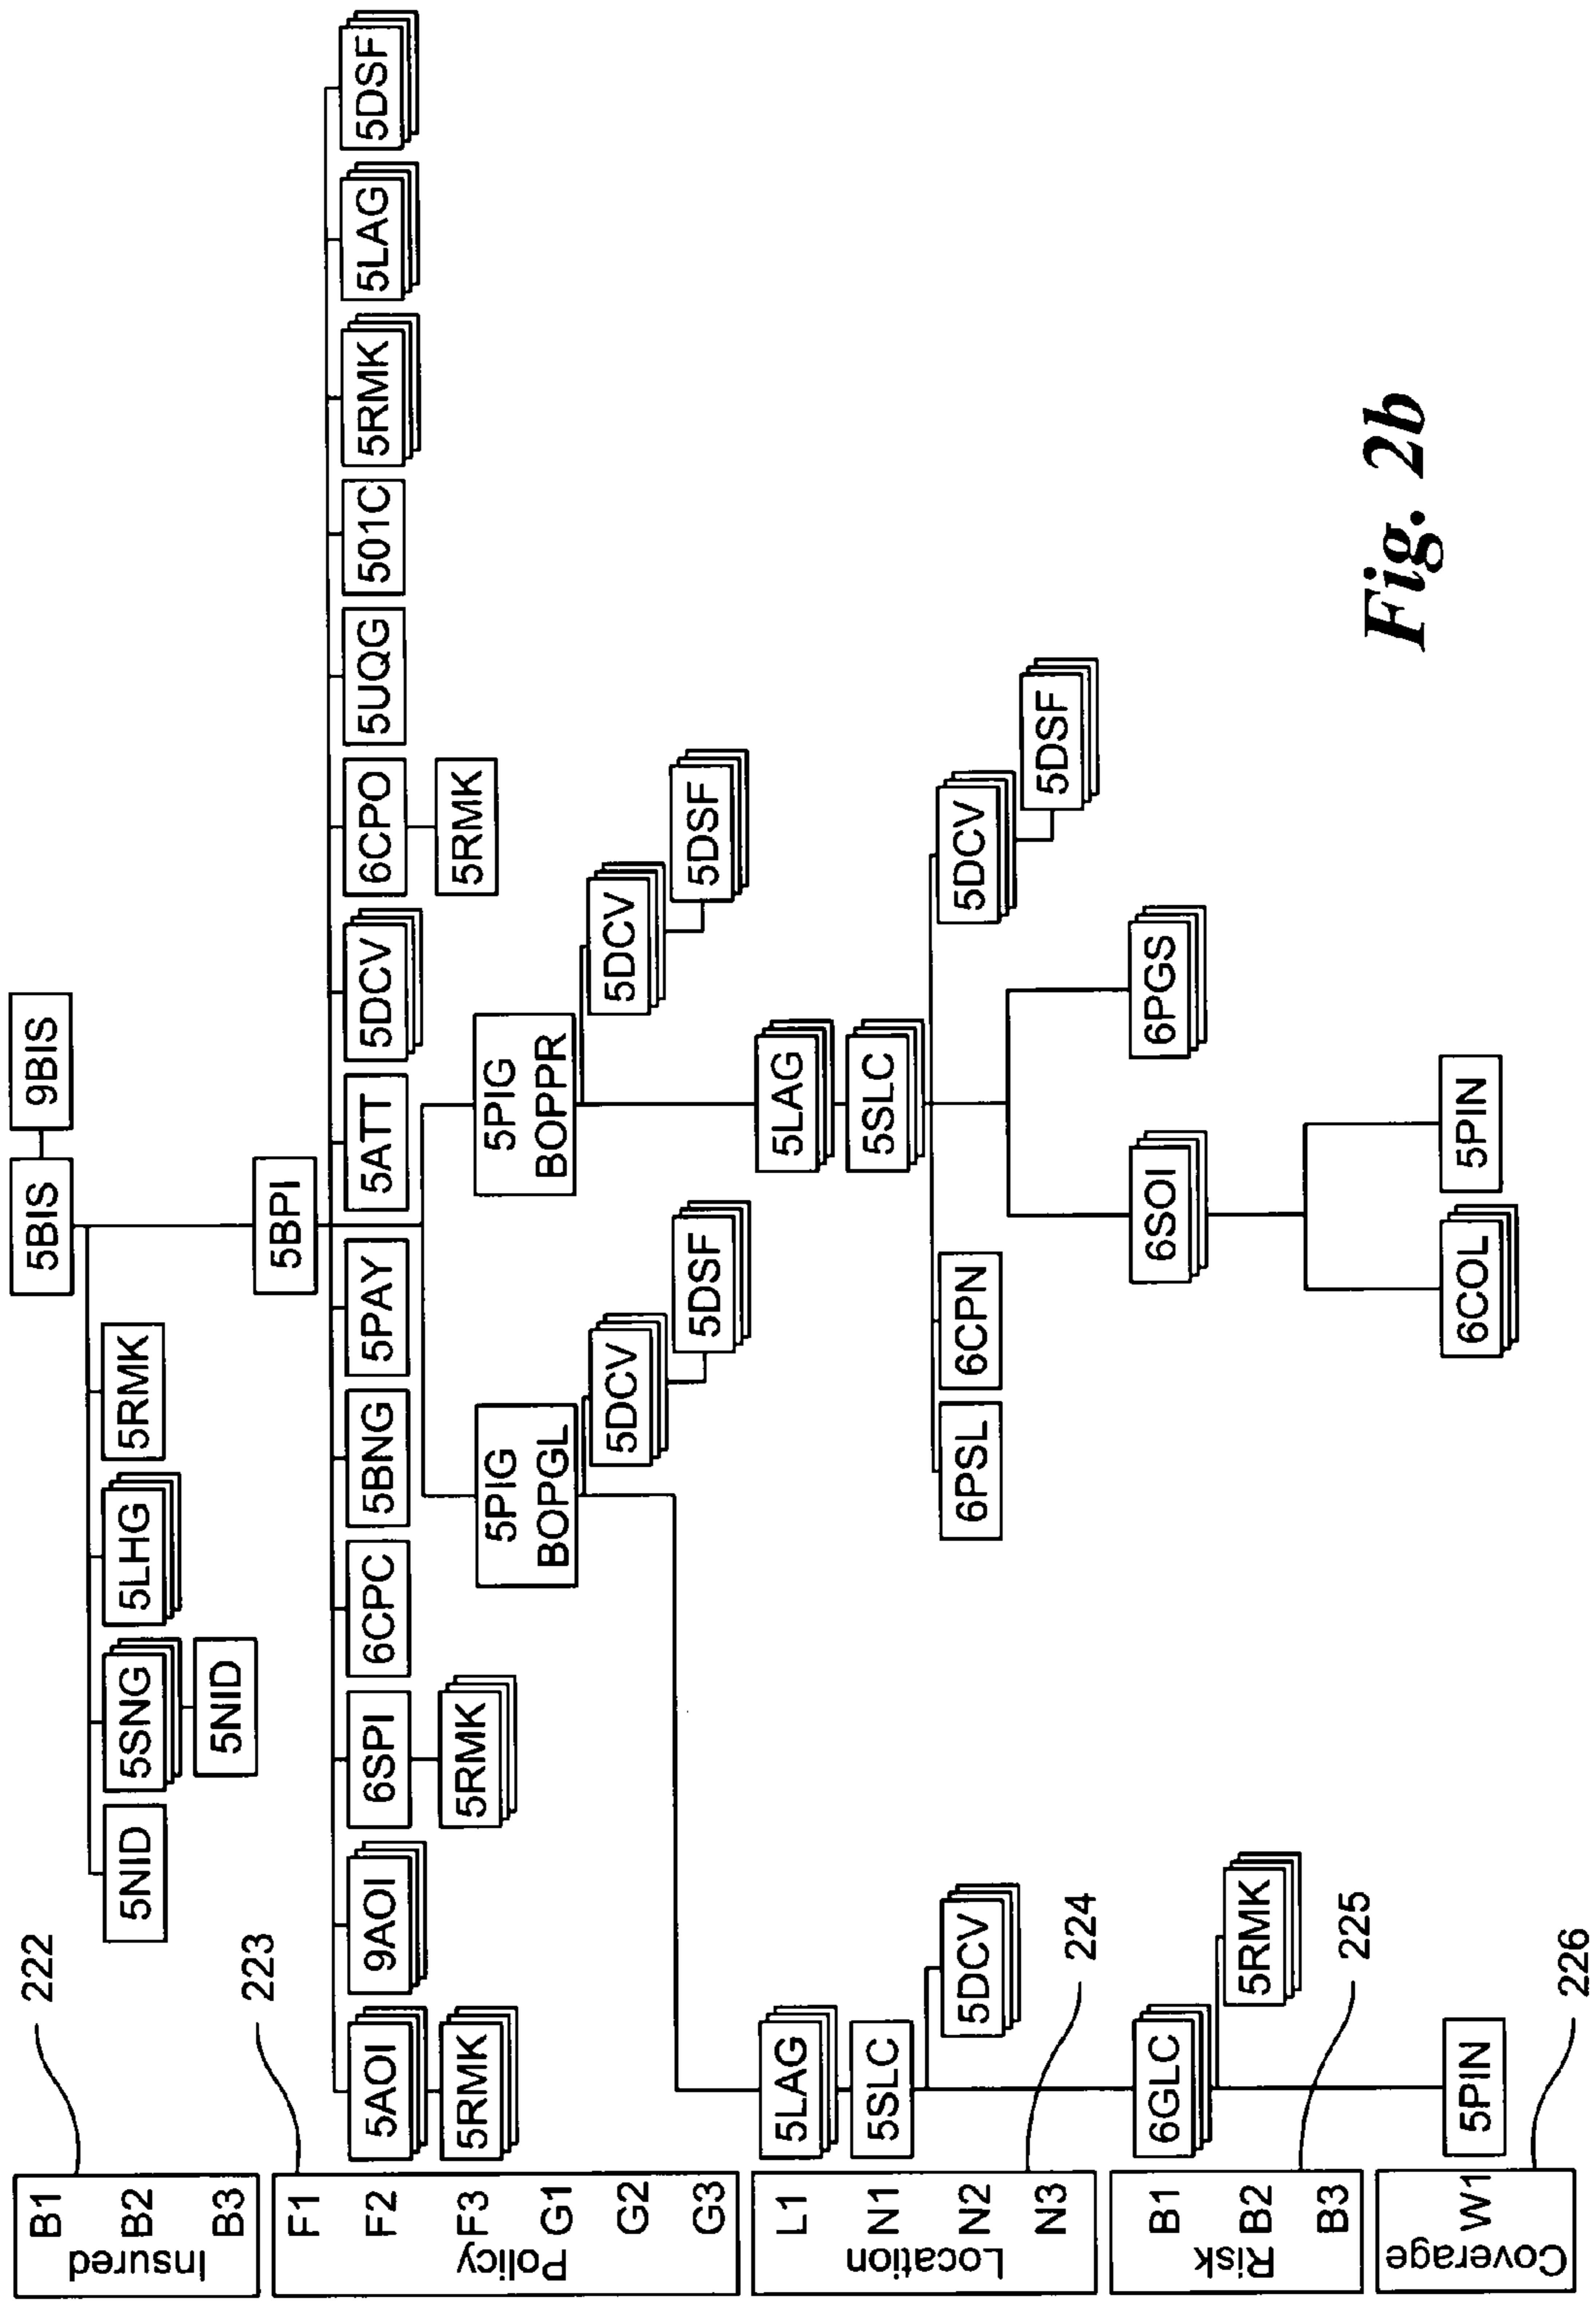 Insured
B1
B2
B3
222
5BIS
9BIS
5NID
5SNG
5LHG
5RMK
5NID
Policy
F1
F2
F3
G1
G2
G3
223
5BPI
5AOI
9AOI
6SPI
6CPC
5BNG
5PAY
5ATT
5DCV
6CPO
5UQG
501C
5RMK
5LAG
5DSF
5RMK
5RMK
5RMK
5PIG
BOPGL
5PIG
BOPPR
5DCV
5DCV
5DSF
5DSF
Location
L1
N1
N2
N3
224
5LAG
5LAG
5SLC
5SLC
5DCV
6PSL
6CPN
5DCV
5DSF
Risk
B1
B2
B3
225
6GLC
6SOI
6PGS
5RMK
Coverage
W1
226
5PIN
6COL
5PIN
Fig. 2b